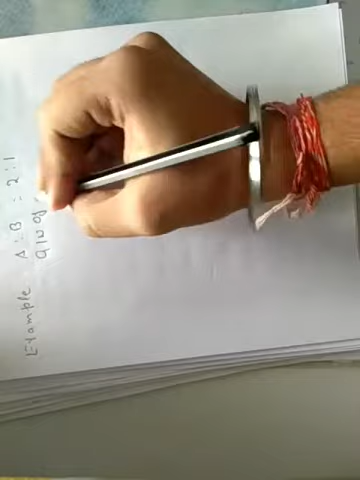 Example A : B = 2 : 1